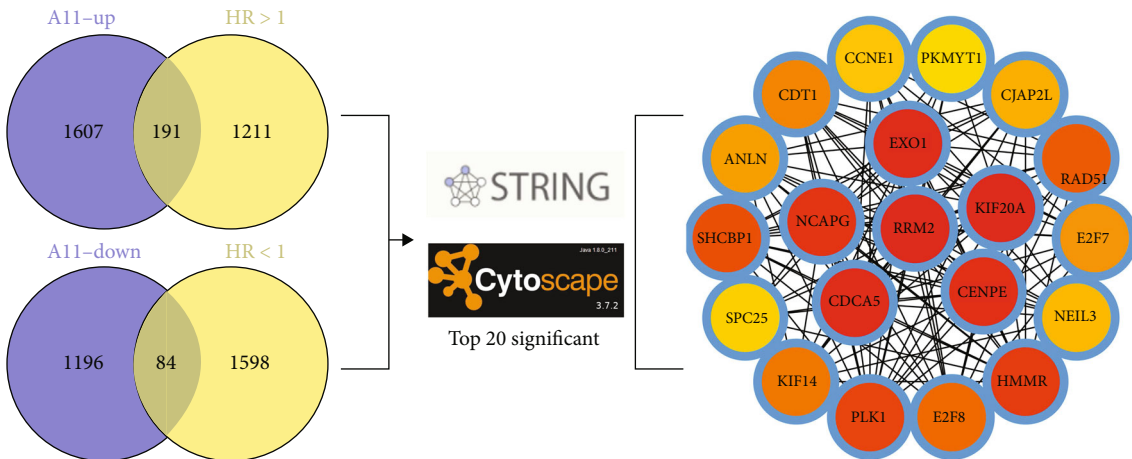 A11–up
HR > 1
1607
191
1211
A11–down
HR < 1
1196
84
1598
STRING
Java 1.8.0_211
Cytoscape
3.7.2
Top 20 significant
CCNE1
PKMYT1
CDT1
CJAP2L
EXO1
ANLN
RAD51
KIF20A
NCAPG
RRM2
SHCBP1
E2F7
CENPE
CDCA5
SPC25
NEIL3
KIF14
HMMR
PLK1
E2F8